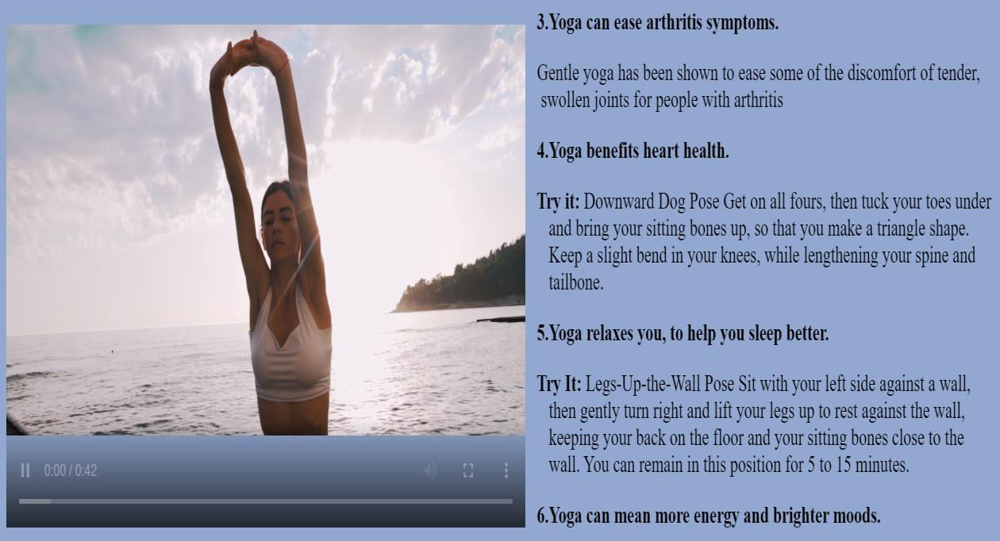 3.Yoga can ease arthritis symptoms.
Gentle yoga has been shown to ease some of the discomfort of tender,
swollen joints for people with arthritis
4.Yoga benefits heart health.
Try it: Downward Dog Pose Get on all fours, then tuck your toes under
and bring your sitting bones up, so that you make a triangle shape.
Keep a slight bend in your knees, while lengthening your spine and
tailbone.
5.Yoga relaxes you, to help you sleep better.
Try It: Legs-Up-the-Wall Pose Sit with your left side against a wall,
then gently turn right and lift your legs up to rest against the wall,
keeping your back on the floor and your sitting bones close to the
wall. You can remain in this position for 5 to 15 minutes.
6.Yoga can mean more energy and brighter moods.
0:00 / 0:42